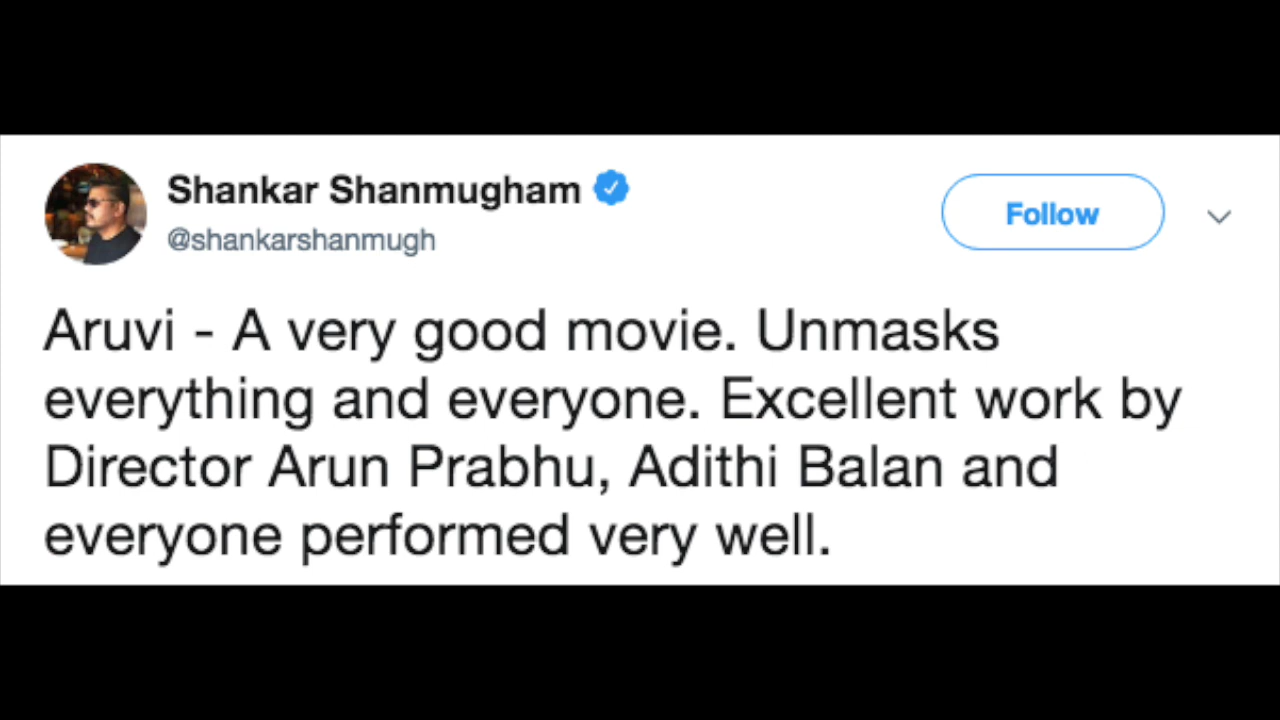 Shankar Shanmugham
@shankarshanmugh
Follow
Aruvi - A very good movie. Unmasks
everything and everyone. Excellent work by
Director Arun Prabhu, Adithi Balan and
everyone performed very well.